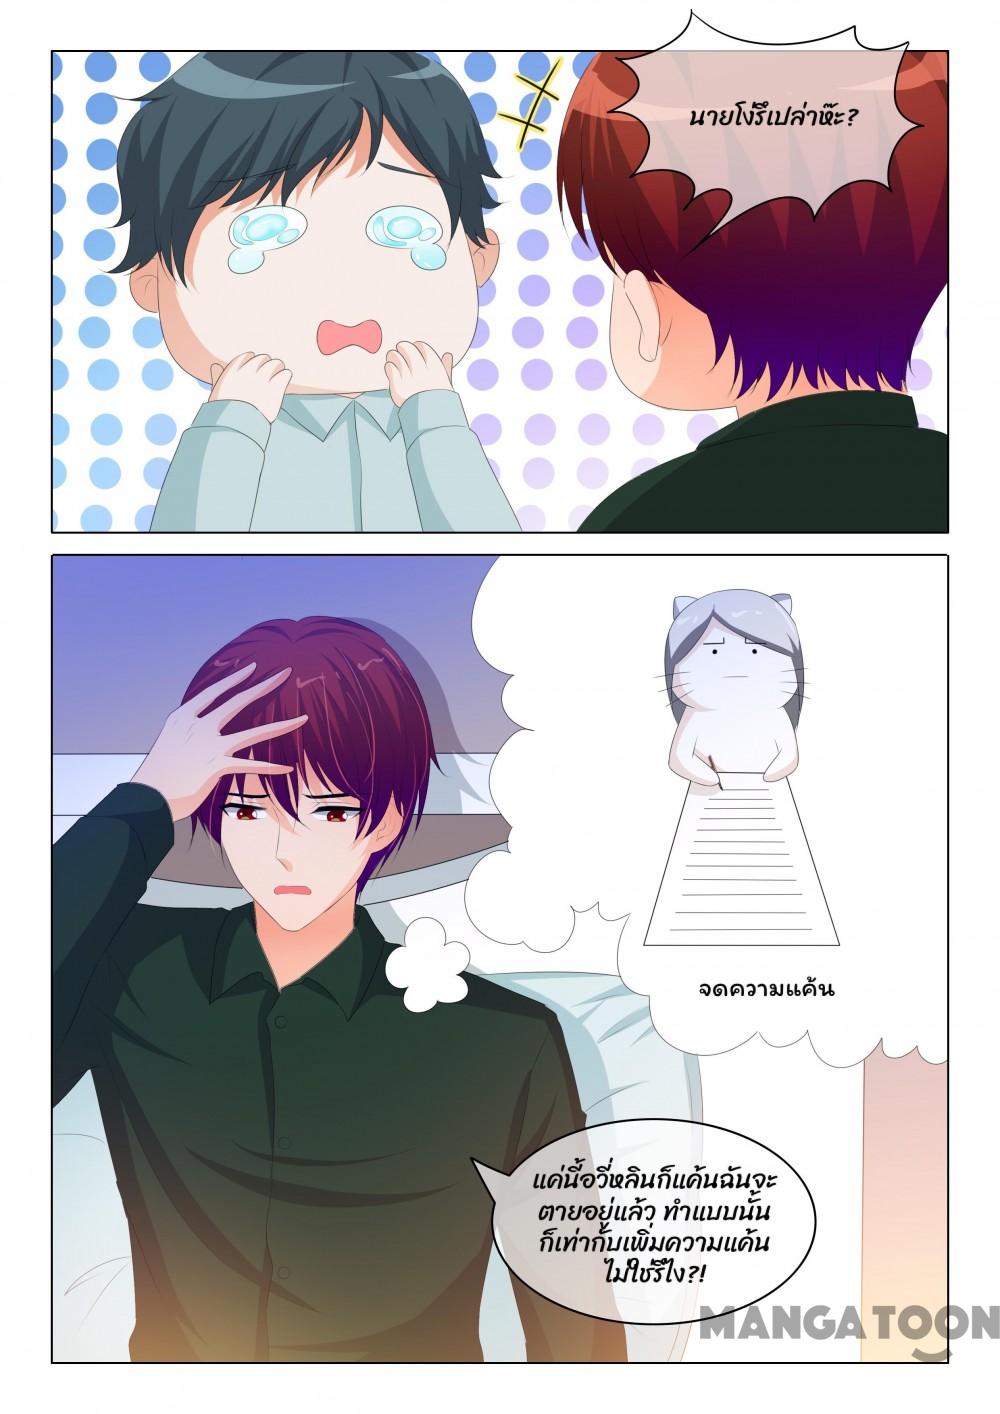 นายโง่รึเปล่าห๊ะ?
จดความแค้น
แค่นี้อวี่หลินก็แค้นฉันจะ
ตายอยู่แล้ว ทำแบบนั้น
ก็เท่ากับเพิ่มความแค้น
ไม่ใช่รึไง?!
MANGATOON